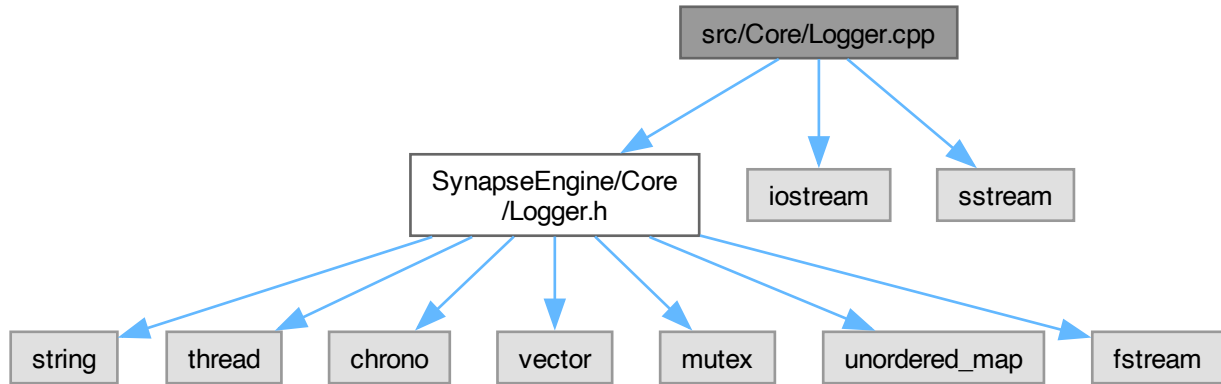 src/Core/Logger.cpp
SynapseEngine/Core
/Logger.h
iostream
sstream
string
thread
chrono
vector
mutex
unordered_map
fstream